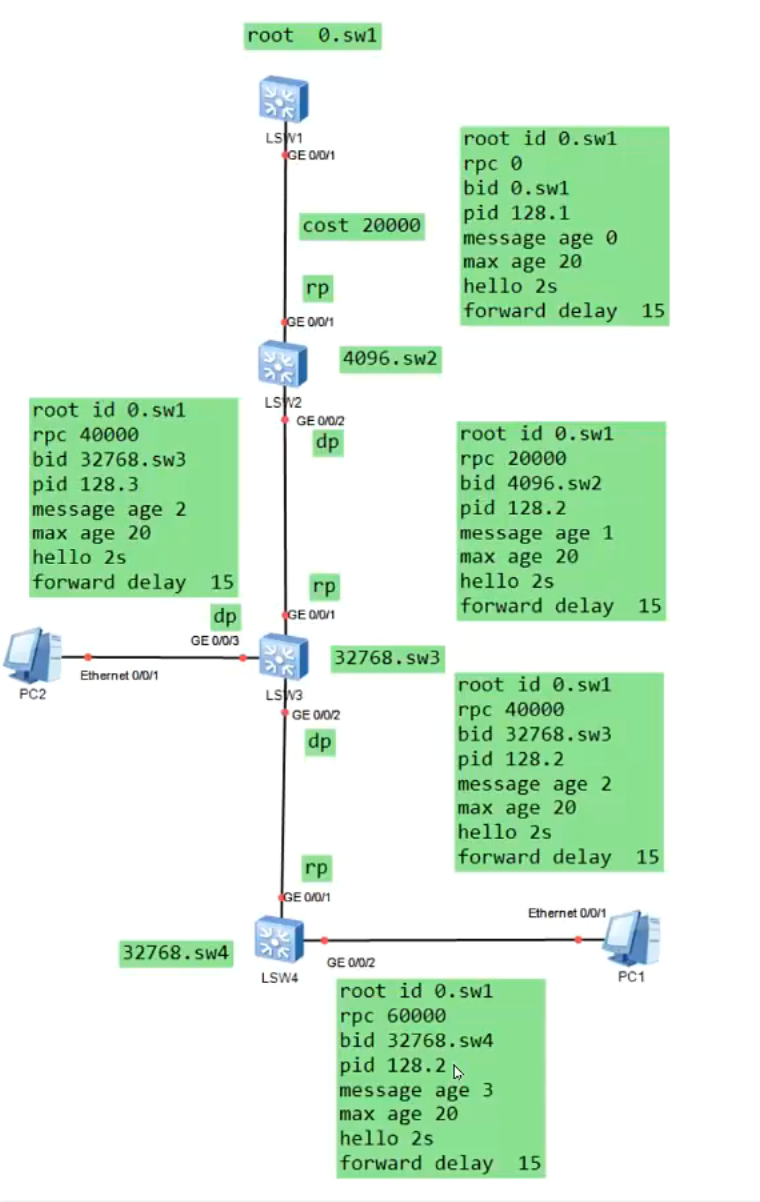 root  0.sw1
LSW1
GE 0/0/1
root id 0.sw1
rpc 0
bid 0.sw1
pid 128.1
message age 0
max age 20
hello 2s
forward delay  15
cost 20000
rp
GE 0/0/1
4096.sw2
LSW2
GE 0/0/2
dp
root id 0.sw1
rpc 40000
bid 32768.sw3
pid 128.3
message age 2
max age 20
hello 2s
forward delay  15
root id 0.sw1
rpc 20000
bid 4096.sw2
pid 128.2
message age 1
max age 20
hello 2s
forward delay  15
rp
GE 0/0/1
dp
GE 0/0/3
32768.sw3
Ethernet 0/0/1
PC2
LSW3
GE 0/0/2
dp
root id 0.sw1
rpc 40000
bid 32768.sw3
pid 128.2
message age 2
max age 20
hello 2s
forward delay  15
rp
GE 0/0/1
Ethernet 0/0/1
32768.sw4
GE 0/0/2
LSW4
PC1
root id 0.sw1
rpc 60000
bid 32768.sw4
pid 128.2
message age 3
max age 20
hello 2s
forward delay  15